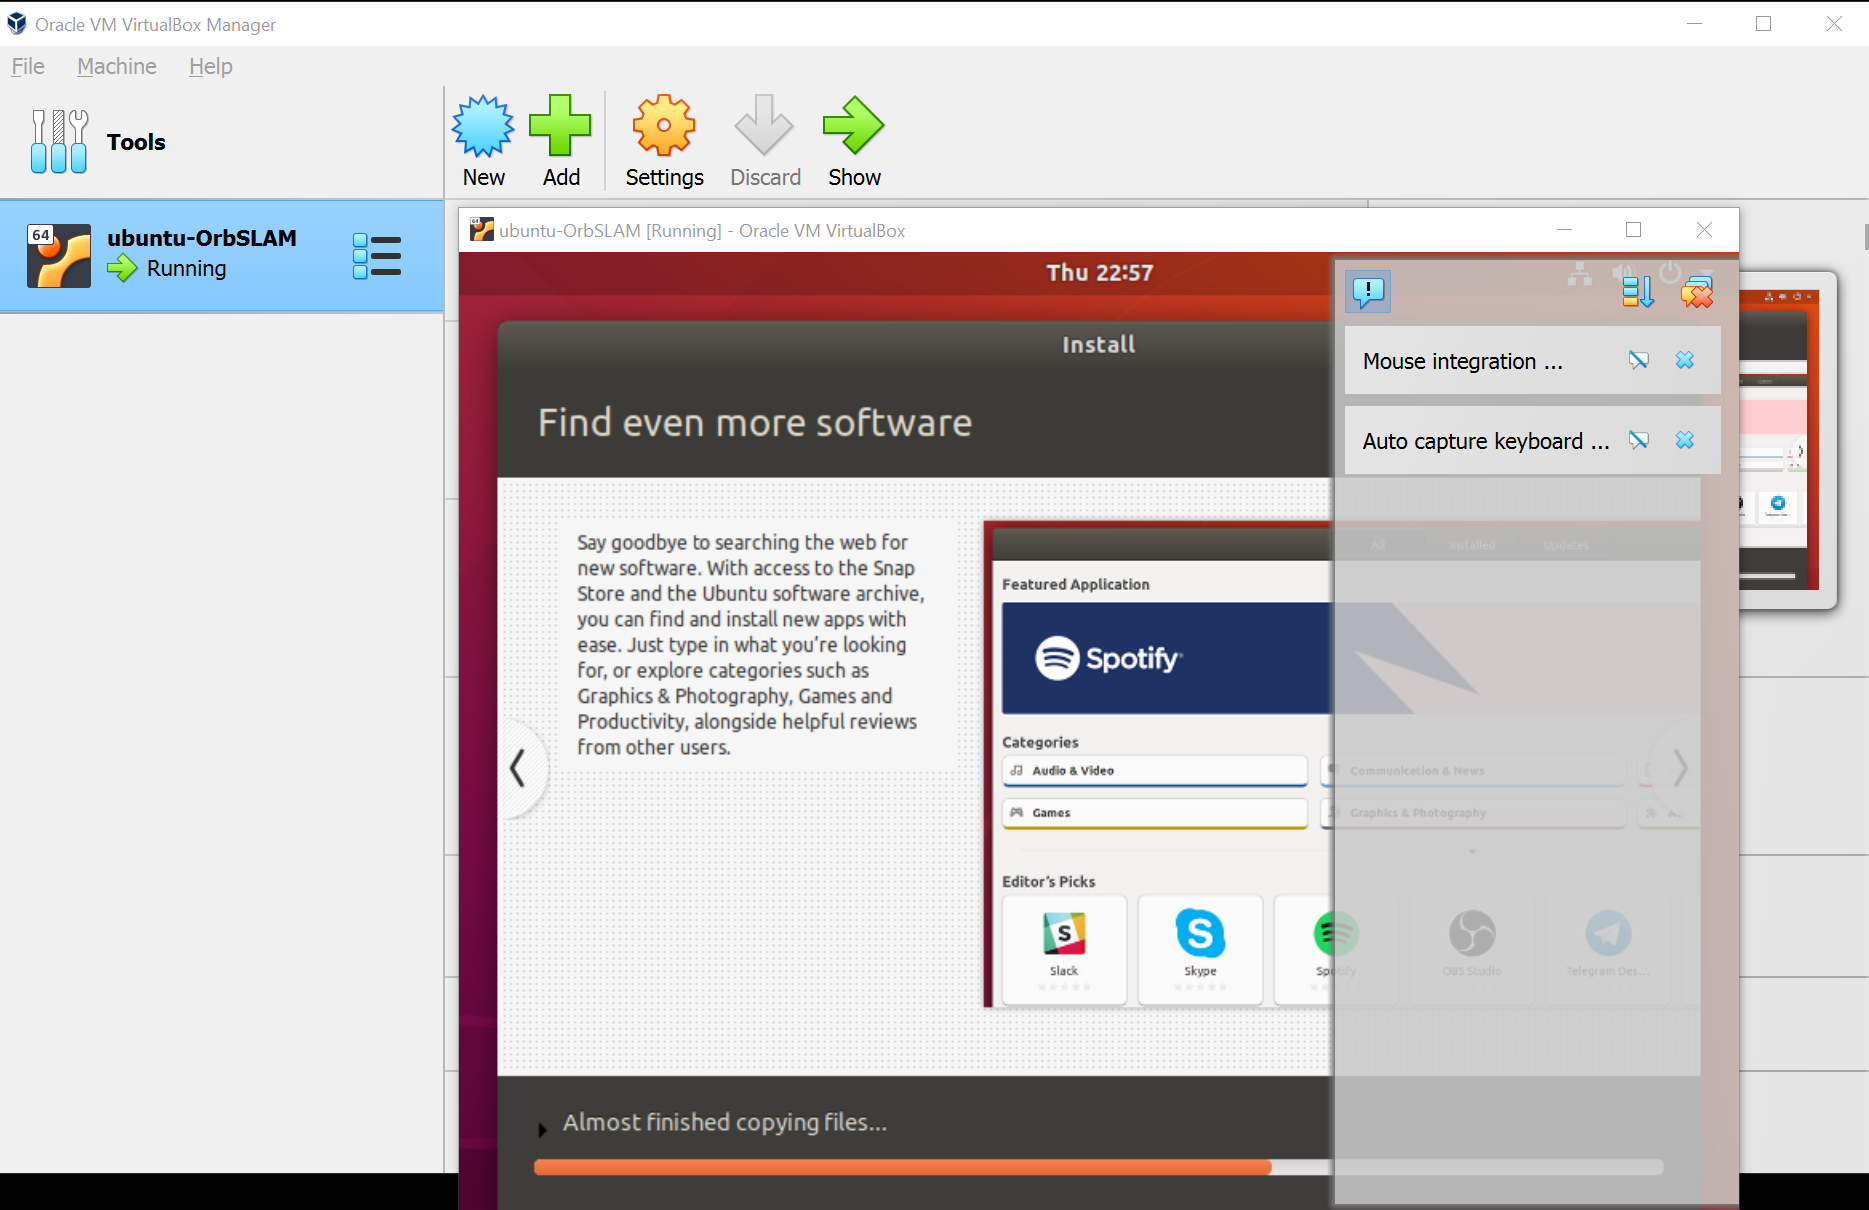 Oracle VM VirtualBox Manager
File Machine Help
Tools
New Add Settings Discard Show
64
ubuntu-OrbSLAM
Running
64
ubuntu-OrbSLAM [Running] - Oracle VM VirtualBox
Thu 22:57
Install
Find even more software
Mouse integration ...
Auto capture keyboard ...
Say goodbye to searching the web for
new software. With access to the Snap
Store and the Ubuntu software archive,
you can find and install new apps with
ease. Just type in what you're looking
for, or explore categories such as
Graphics & Photography, Games and
Productivity, alongside helpful reviews
from other users.
All Installed Updates
Featured Application
Spotify
Categories
Audio & Video Communication & News
Games Graphics & Photography
Editor's Picks
S S
Slack Skype Spotify OBS Studio Telegram Des...
Almost finished copying files...